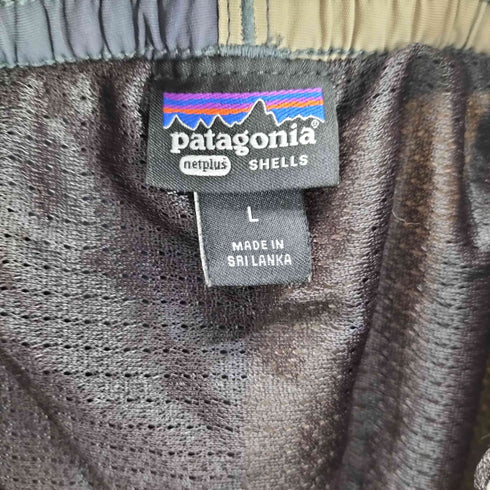 patagonia®
netplus® SHELLS
L
MADE IN
SRI LANKA